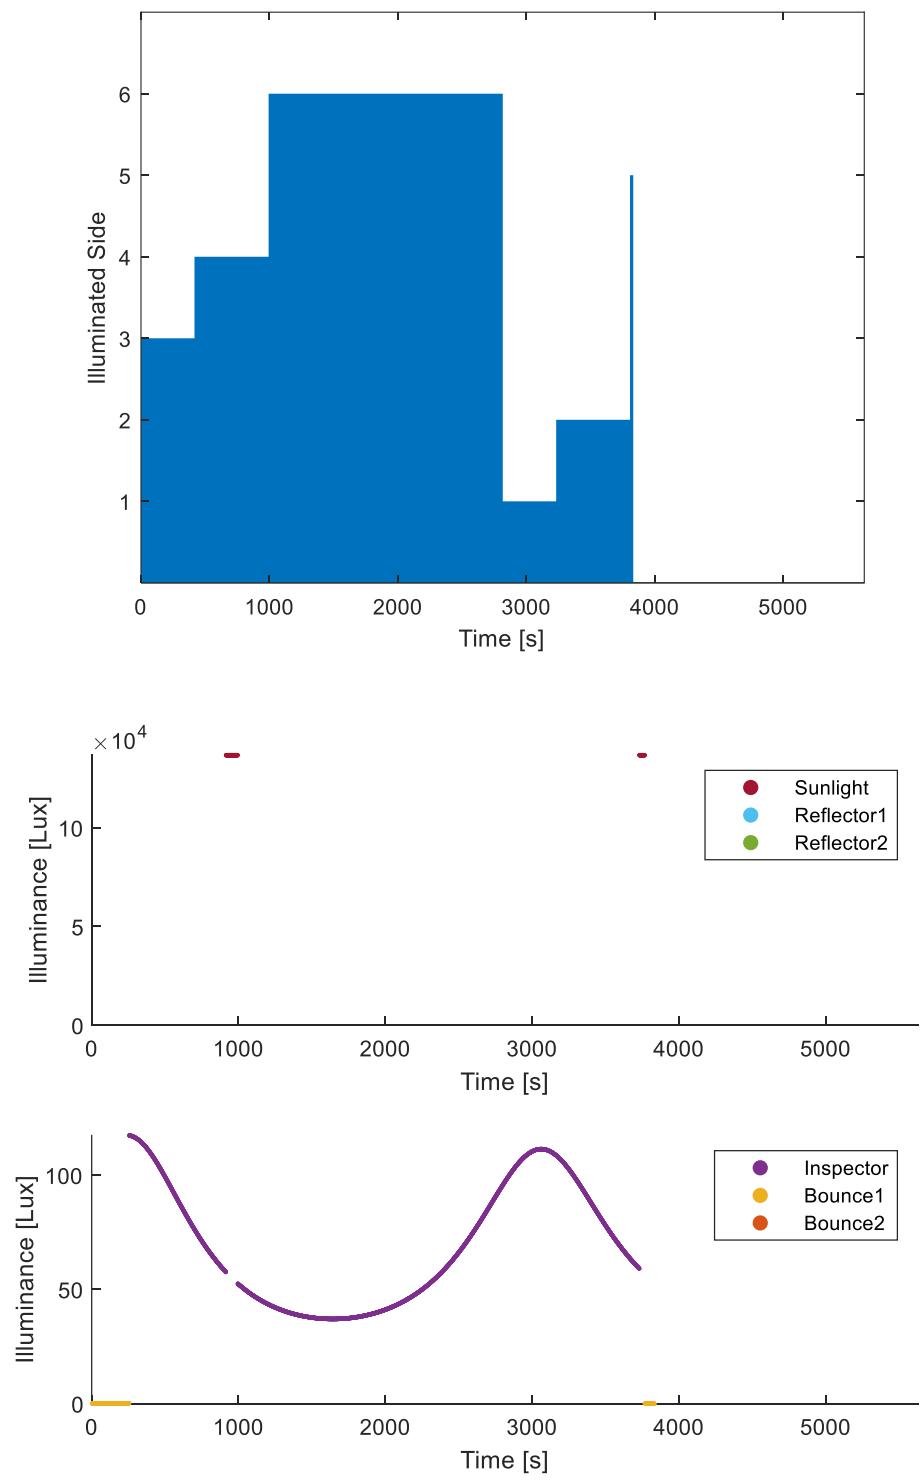 6
5
4
3
2
1
Illuminated Side
0 1000 2000 3000 4000 5000
Time [s]
×10⁴
10
5
0
Illuminance [Lux]
Sunlight
Reflector1
Reflector2
0 1000 2000 3000 4000 5000
Time [s]
100
50
0
Illuminance [Lux]
Inspector
Bounce1
Bounce2
0 1000 2000 3000 4000 5000
Time [s]